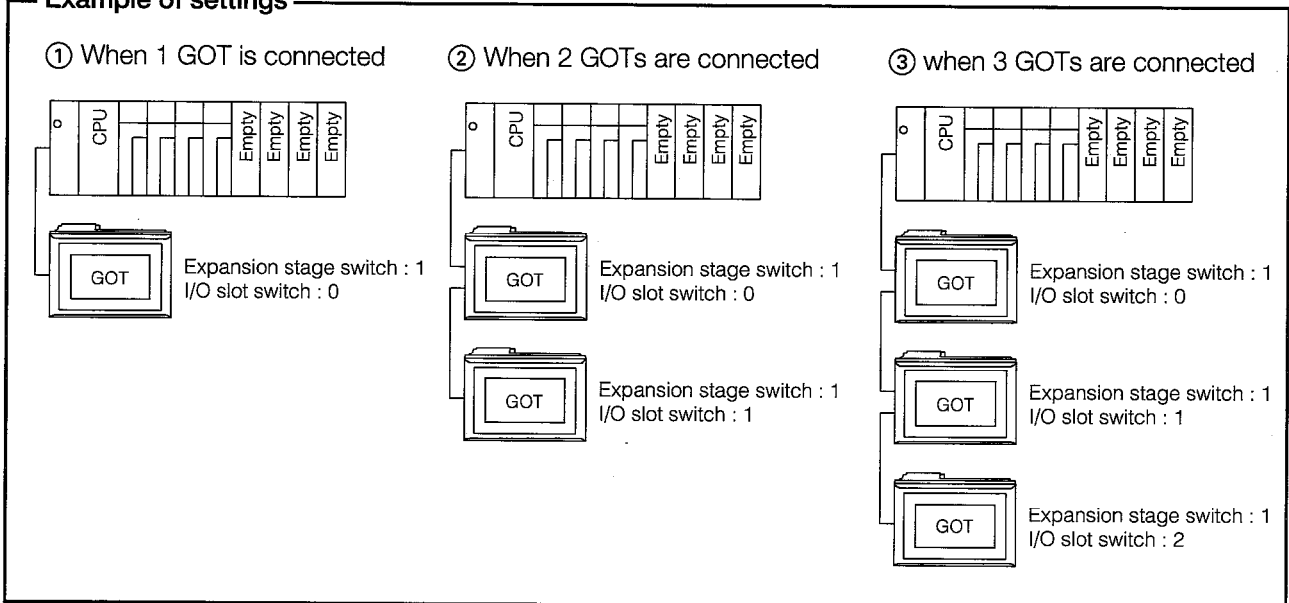 Example of settings
① When 1 GOT is connected
CPU
Empty
Empty
Empty
Empty
GOT
Expansion stage switch : 1
I/O slot switch : 0
② When 2 GOTs are connected
CPU
Empty
Empty
Empty
Empty
GOT
Expansion stage switch : 1
I/O slot switch : 0
GOT
Expansion stage switch : 1
I/O slot switch : 1
③ when 3 GOTs are connected
CPU
Empty
Empty
Empty
Empty
GOT
Expansion stage switch : 1
I/O slot switch : 0
GOT
Expansion stage switch : 1
I/O slot switch : 1
GOT
Expansion stage switch : 1
I/O slot switch : 2